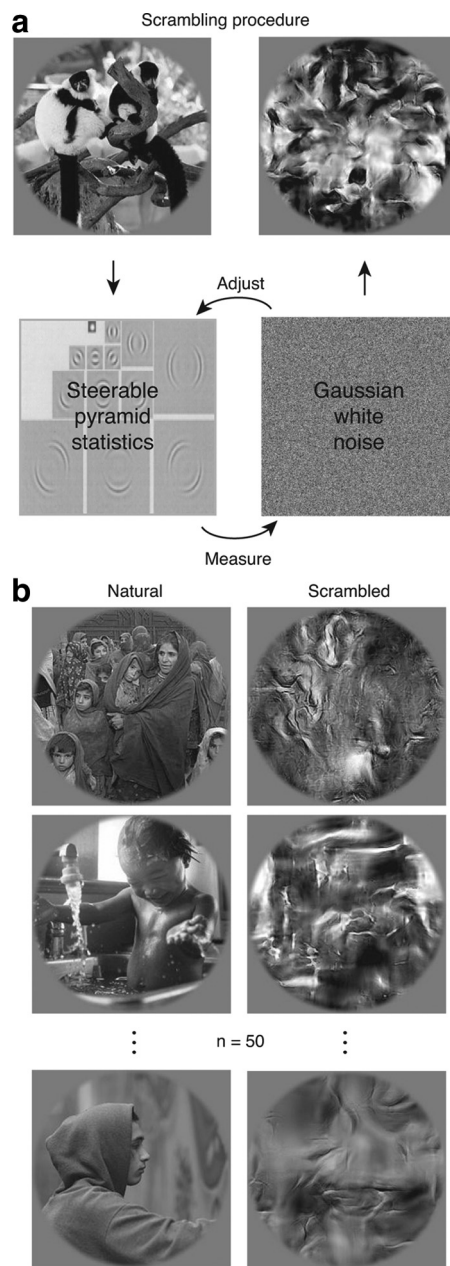 a
Scrambling procedure
Adjust
Steerable
pyramid
statistics
Gaussian
white
noise
Measure
b
Natural
Scrambled
n = 50